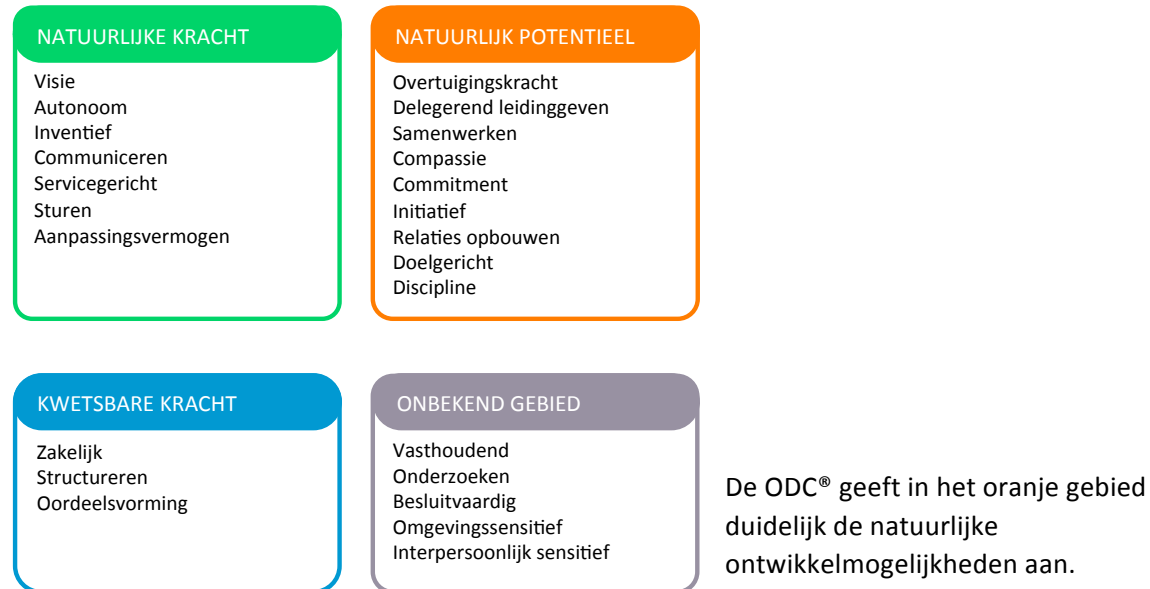 NATUURLIJKE KRACHT
Visie
Autonoom
Inventief
Communiceren
Servicegericht
Sturen
Aanpassingsvermogen
NATUURLIJK POTENTIEEL
Overtuigingskracht
Delegerend leidinggeven
Samenwerken
Compassie
Commitment
Initiatief
Relaties opbouwen
Doelgericht
Discipline
KWETSBARE KRACHT
Zakelijk
Structureren
Oordeelsvorming
ONBEKEND GEBIED
Vasthoudend
Onderzoeken
Besluitvaardig
Omgevingssensitief
Interpersoonlijk sensitief
De ODC® geeft in het oranje gebied
duidelijk de natuurlijke
ontwikkelmogelijkheden aan.